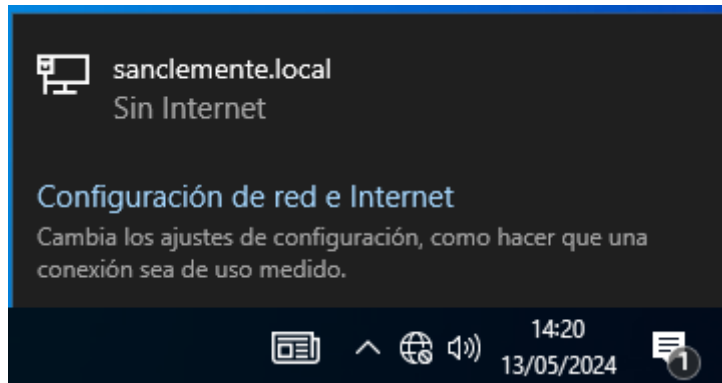 sanclemente.local
Sin Internet
Configuración de red e Internet
Cambia los ajustes de configuración, como hacer que una
conexión sea de uso medido.
14:20
13/05/2024
1